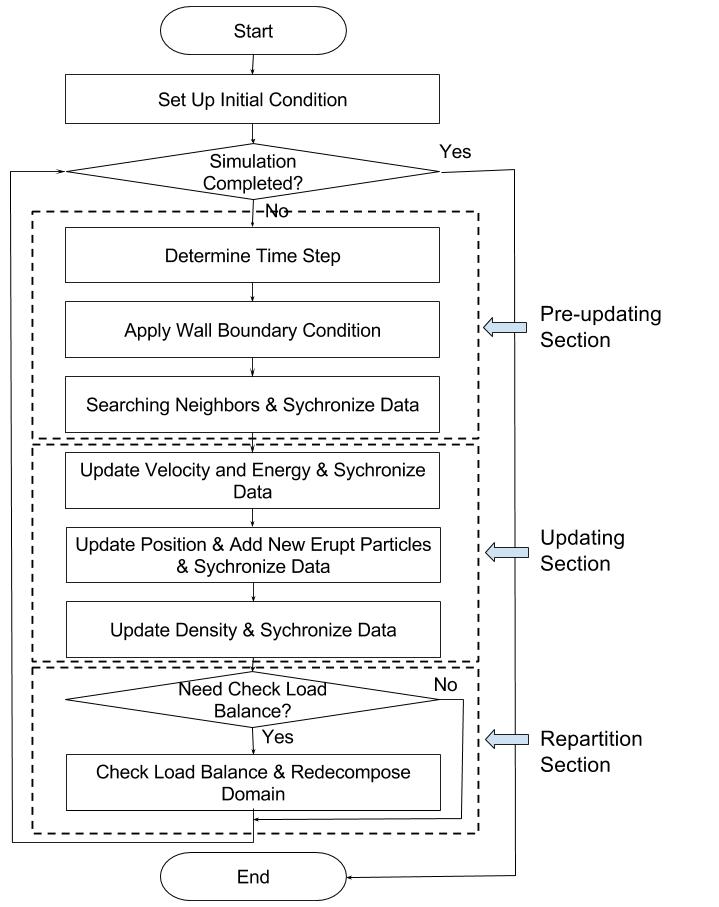 Start
Set Up Initial Condition
Simulation
Completed?
Yes
No
Determine Time Step
Apply Wall Boundary Condition
Pre-updating
Section
Searching Neighbors & Sychronize Data
Update Velocity and Energy & Sychronize
Data
Update Position & Add New Erupt Particles
& Sychronize Data
Updating
Section
Update Density & Sychronize Data
Need Check Load
Balance?
No
Yes
Repartition
Section
Check Load Balance & Redecompose
Domain
End